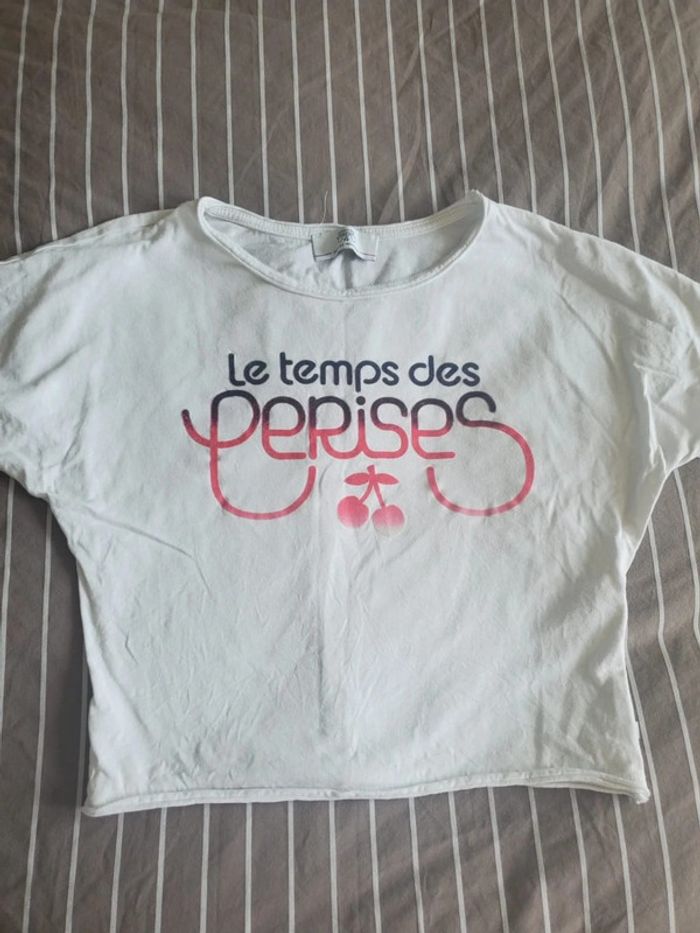 Le temps des
cerises